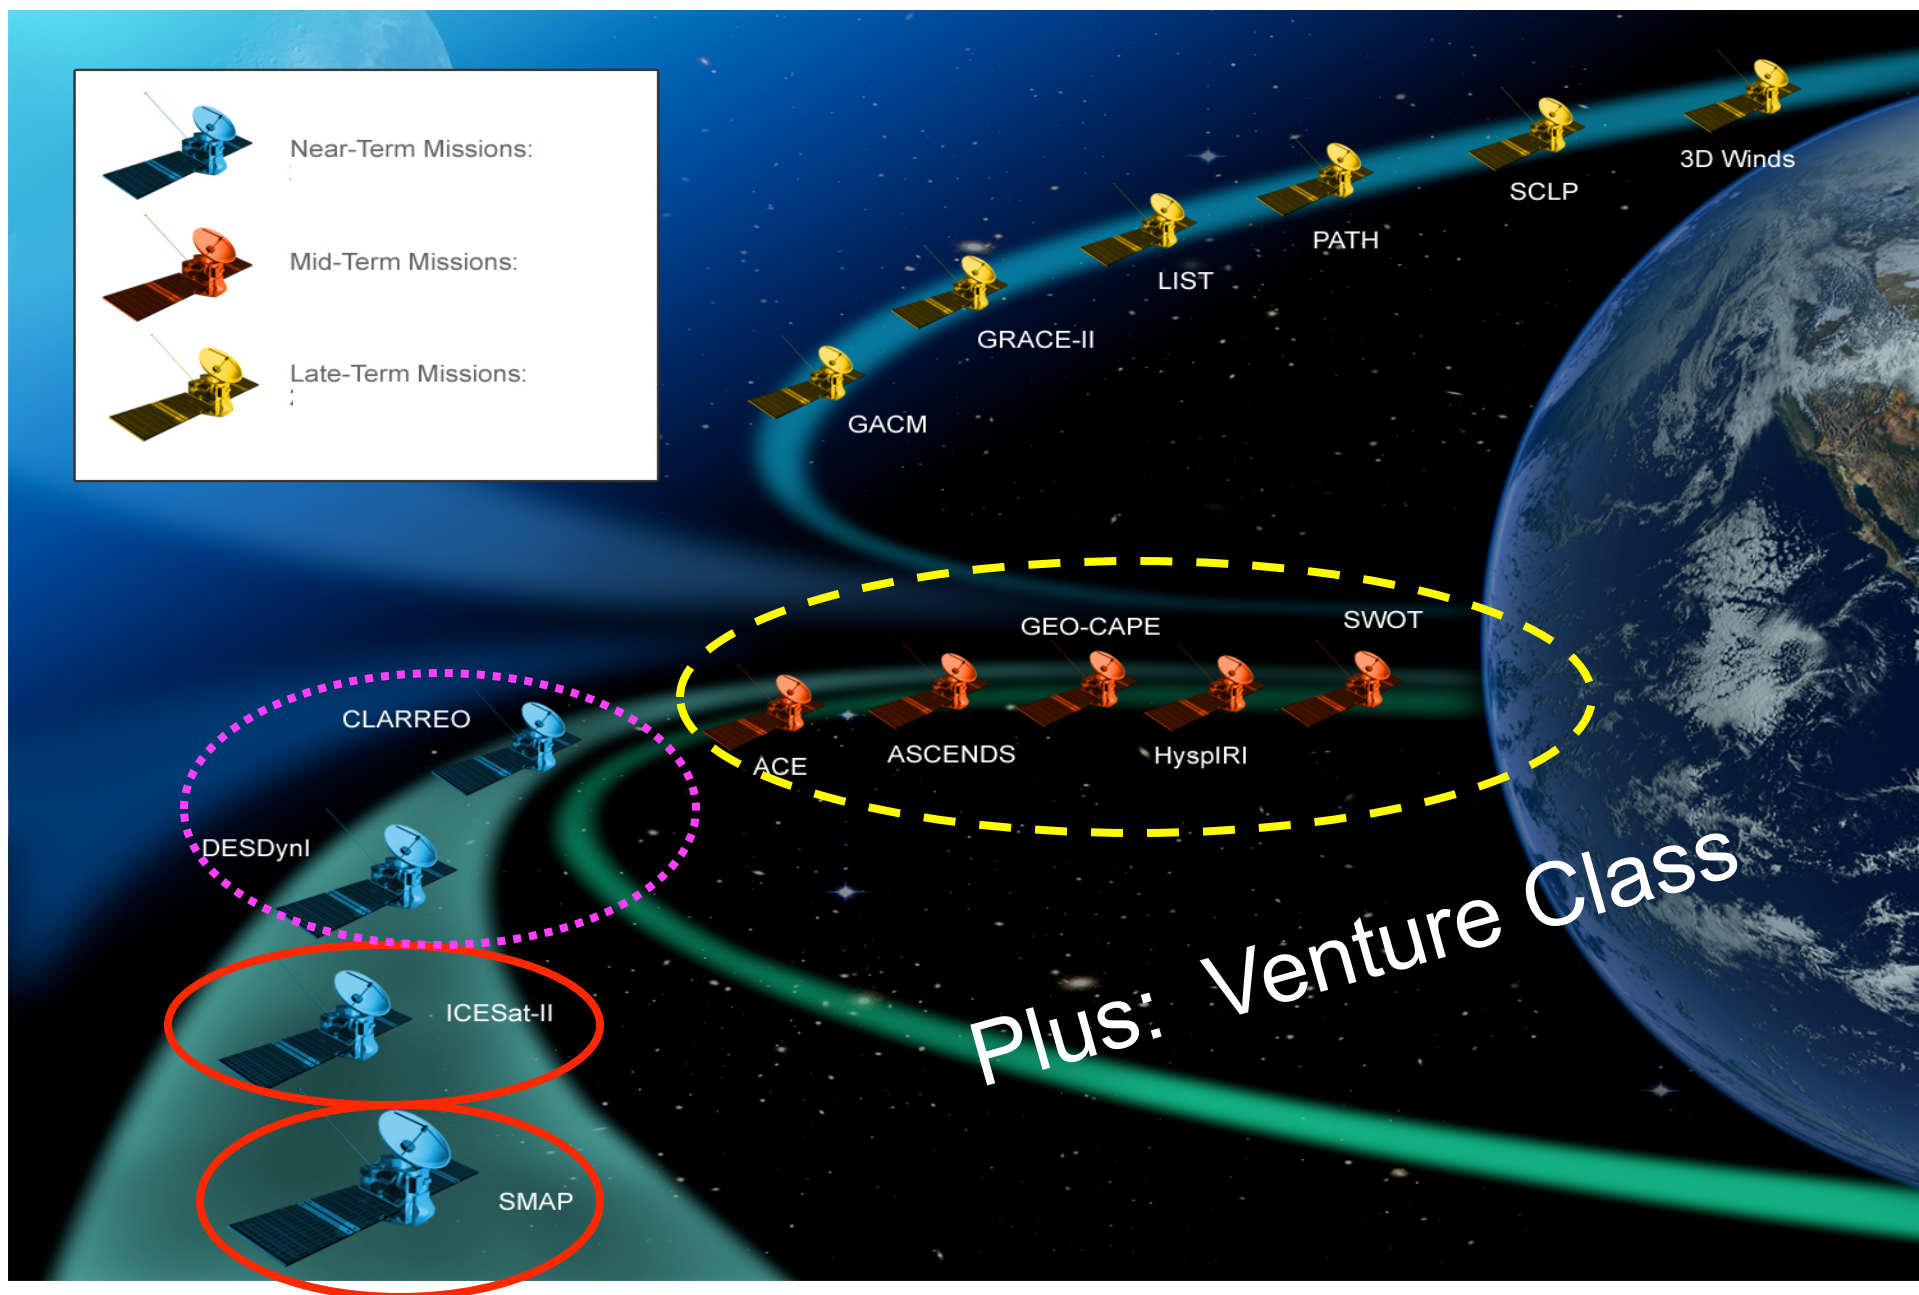 Near-Term Missions:
Mid-Term Missions:
Late-Term Missions:
3D Winds
SCLP
PATH
LIST
GRACE-II
GACM
SWOT
GEO-CAPE
HyspIRI
ASCENDS
ACE
CLARREO
DESDynI
ICESat-II
SMAP
Plus: Venture Class